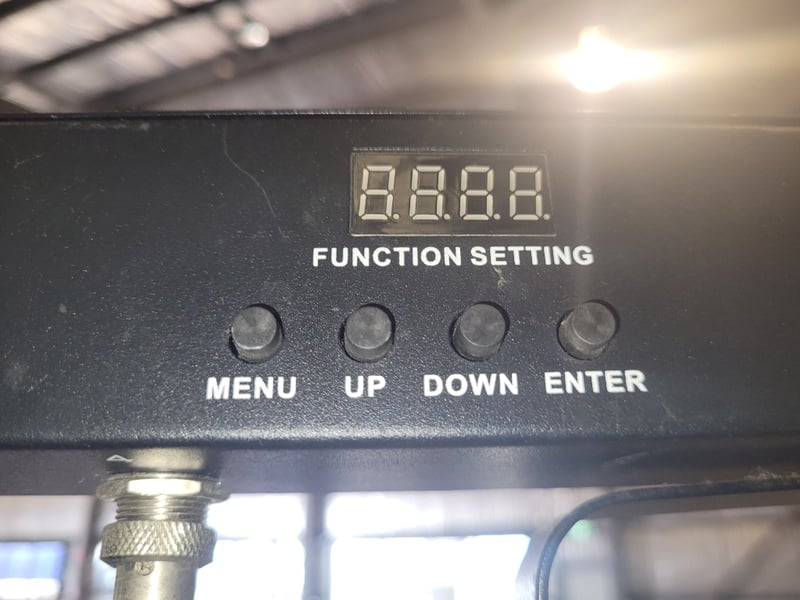 FUNCTION SETTING
MENU UP DOWN ENTER